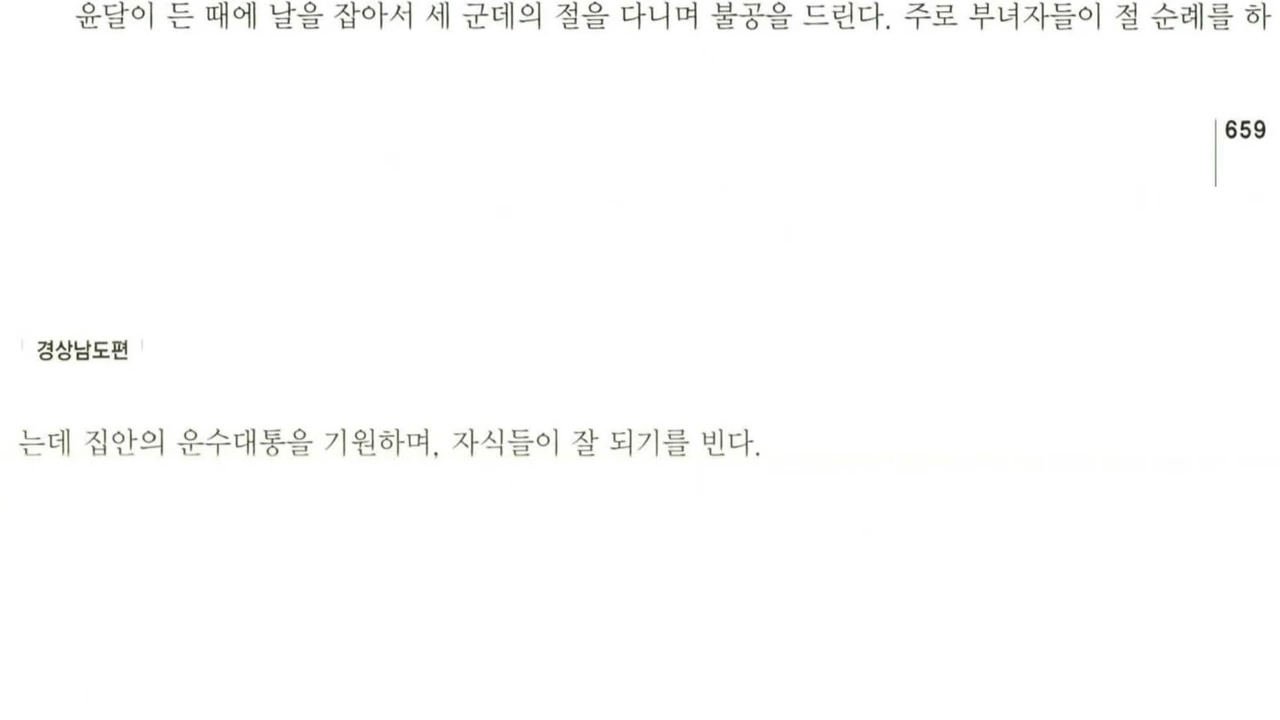 윤달이 든 때에 날을 잡아서 세 군데의 절을 다니며 불공을 드린다. 주로 부녀자들이 절 순례를 하
659
경상남도편
는데 집안의 운수대통을 기원하며, 자식들이 잘 되기를 빈다.